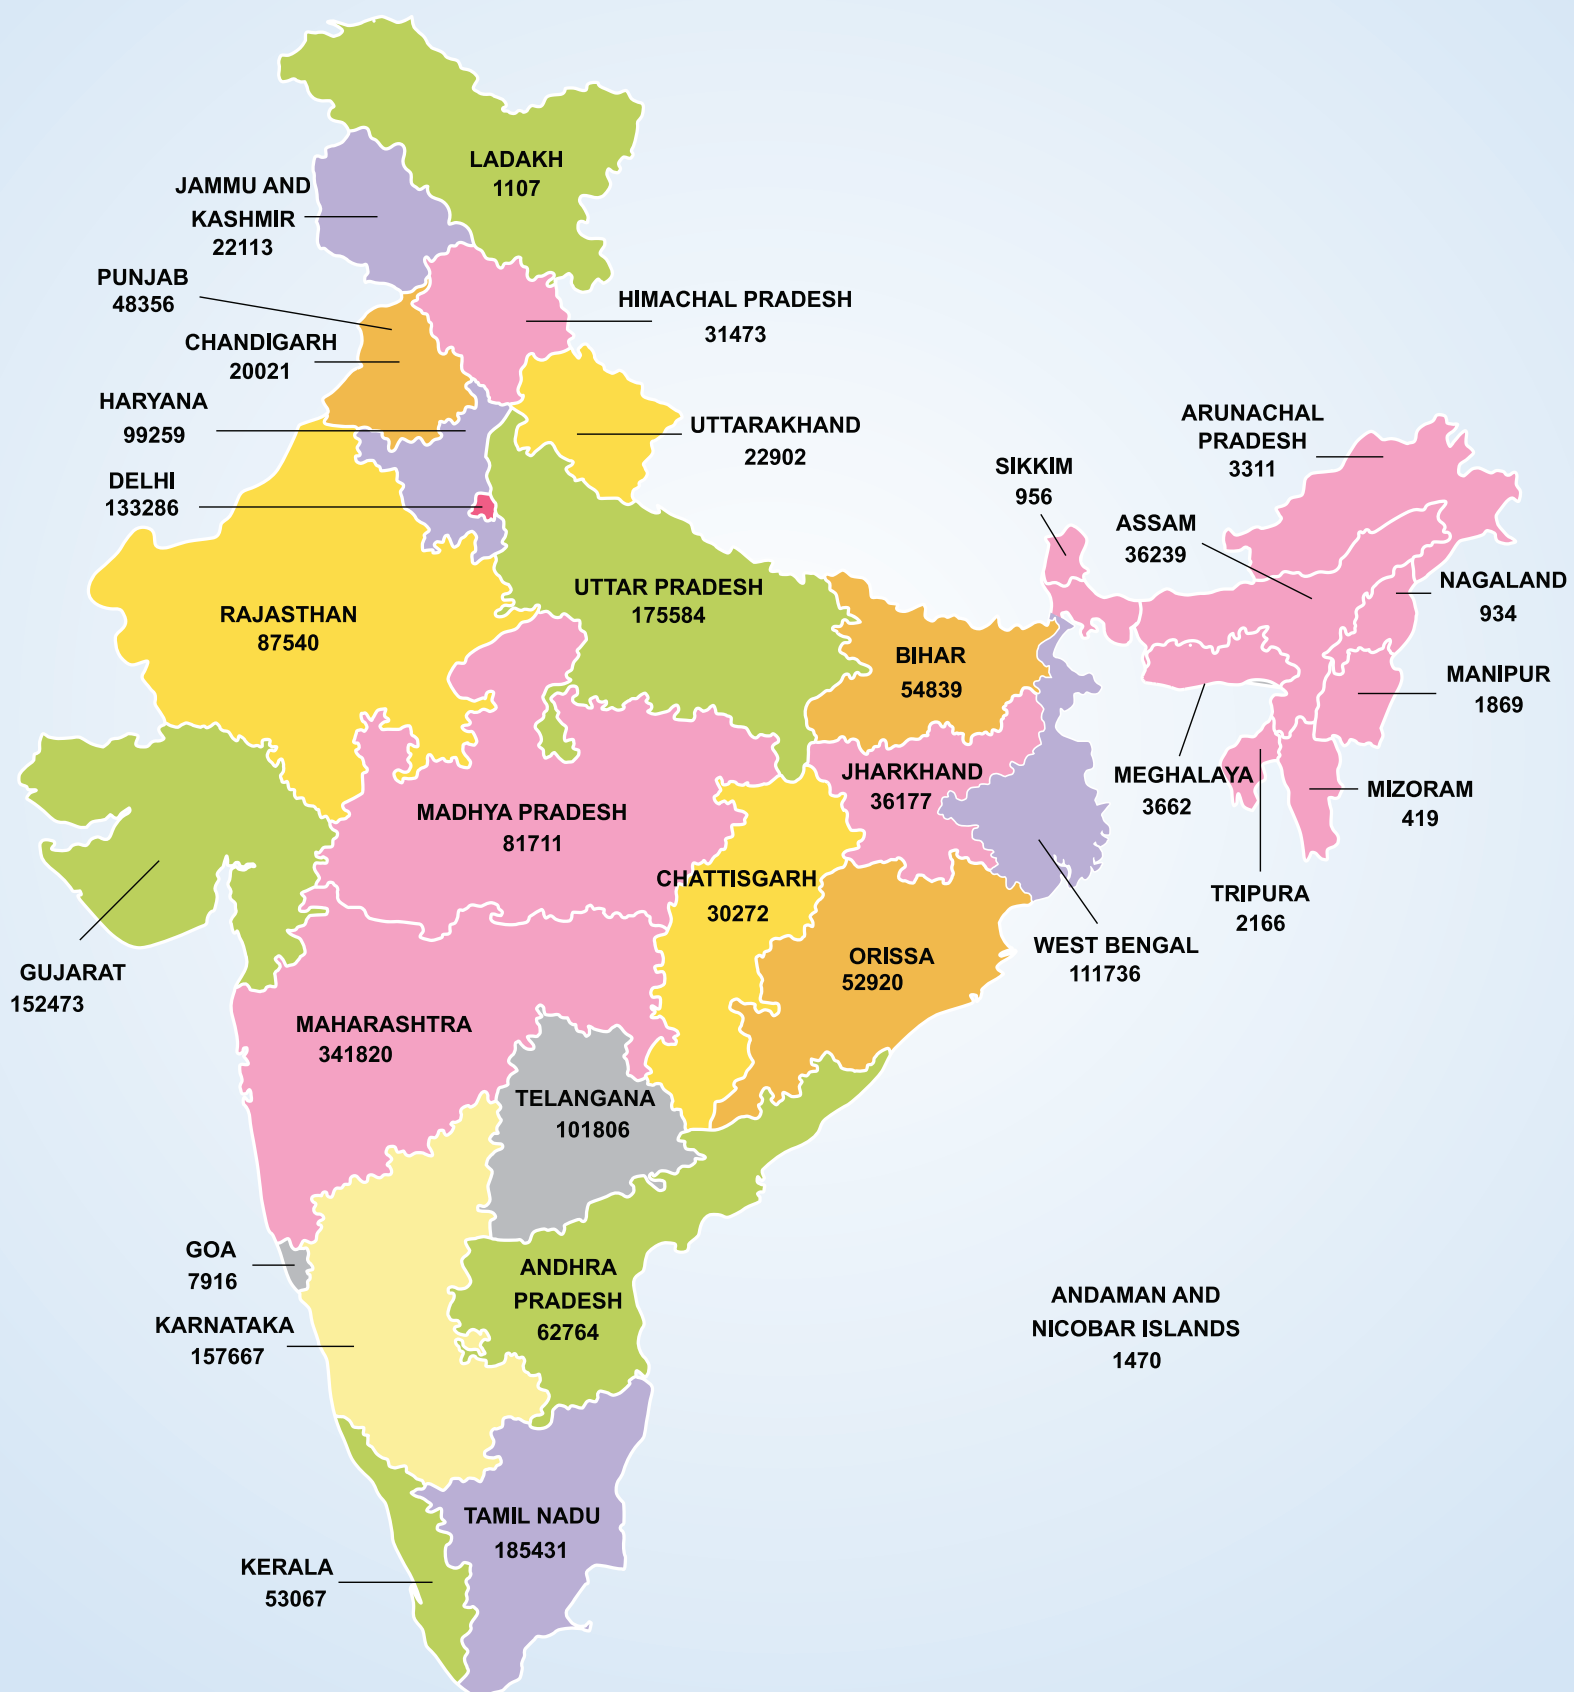 LADAKH
1107
JAMMU AND
KASHMIR
22113
PUNJAB
48356
HIMACHAL PRADESH
31473
CHANDIGARH
20021
HARYANA
99259
UTTARAKHAND
22902
DELHI
133286
ARUNACHAL
PRADESH
3311
SIKKIM
956
ASSAM
36239
NAGALAND
934
RAJASTHAN
87540
UTTAR PRADESH
175584
BIHAR
54839
MANIPUR
1869
MEGHALAYA
3662
MIZORAM
419
JHARKHAND
36177
MADHYA PRADESH
81711
CHATTISGARH
30272
TRIPURA
2166
WEST BENGAL
111736
ORISSA
52920
GUJARAT
152473
MAHARASHTRA
341820
TELANGANA
101806
GOA
7916
ANDHRA
PRADESH
62764
KARNATAKA
157667
ANDAMAN AND
NICOBAR ISLANDS
1470
TAMIL NADU
185431
KERALA
53067